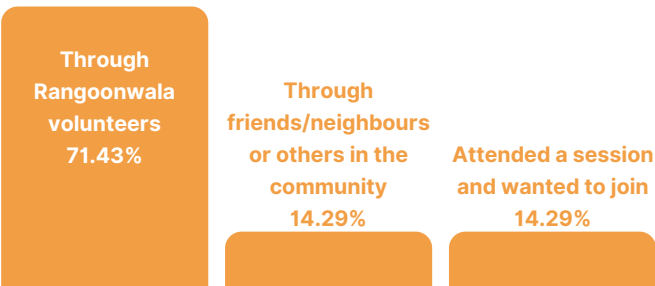 Through
Rangoonwala
volunteers
71.43%
Through
friends/neighbours
or others in the
community
14.29%
Attended a session
and wanted to join
14.29%